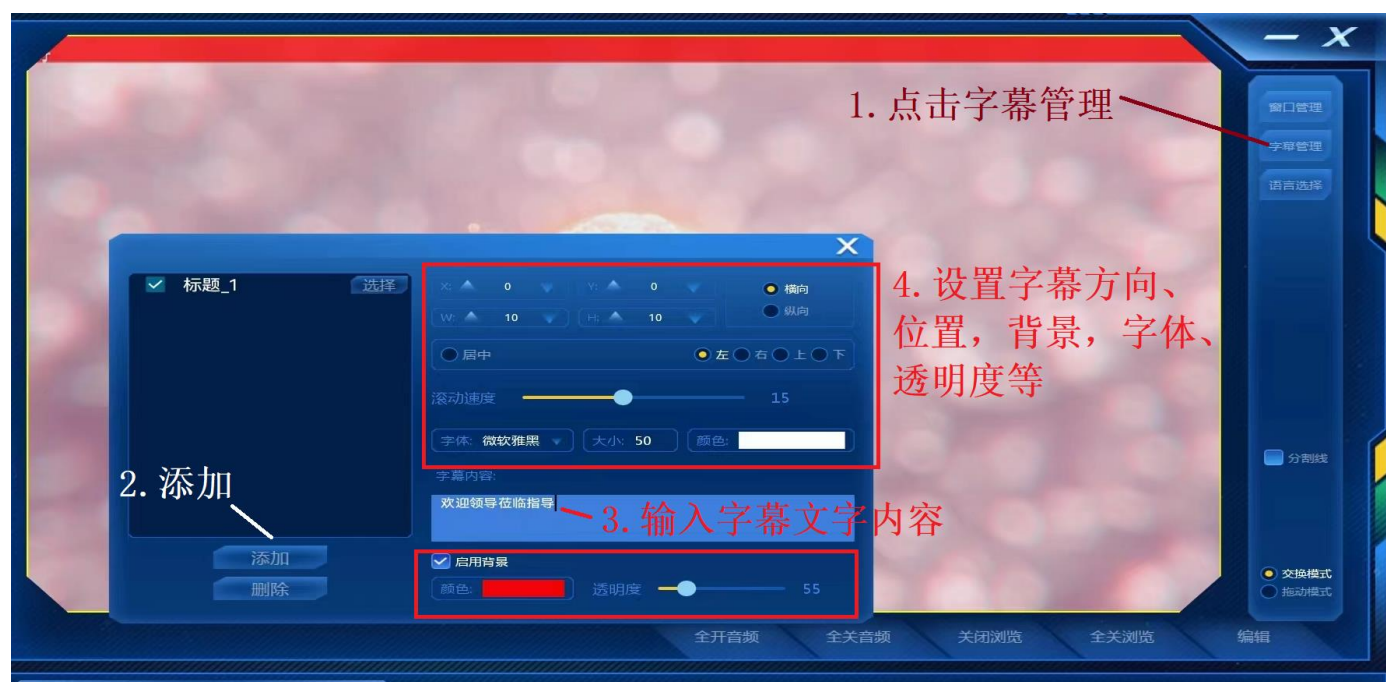 1. 点击字幕管理
窗口管理
字幕管理
语言选择
标题_1 选择
X: 0 Y: 0 横向
W: 10 H: 10 纵向
居中 左 右 上 下
滚动速度 15
字体: 微软雅黑 大小: 50 颜色:
4. 设置字幕方向、
位置，背景，字体、
透明度等
字幕内容:
欢迎领导莅临指导
3. 输入字幕文字内容
2. 添加
添加
删除
启用背景
颜色: 透明度 55
分割线
交换模式
拖动模式
全开音频 全关音频 关闭浏览 全关浏览 编辑